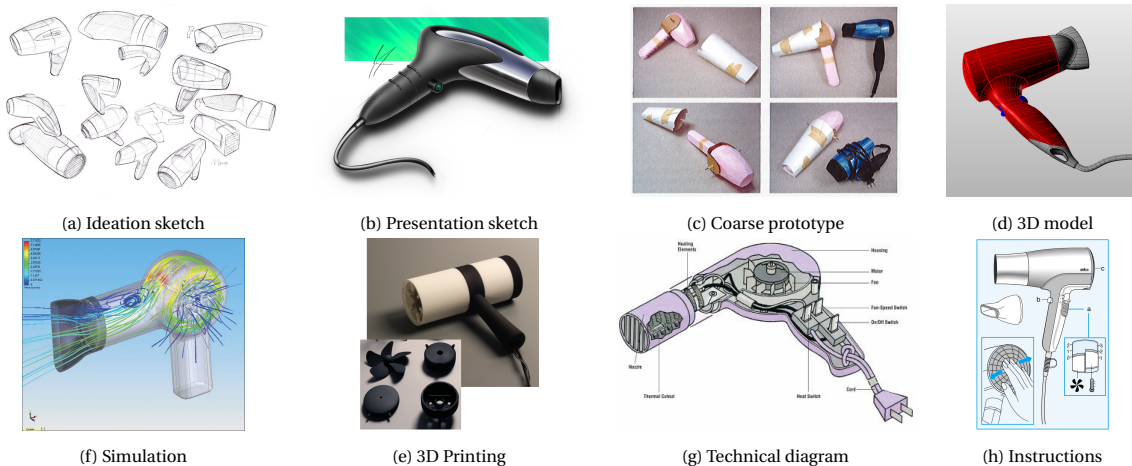 (a) Ideation sketch
(b) Presentation sketch
(c) Coarse prototype
(d) 3D model
(f) Simulation
(e) 3D Printing
Heating
Elements
Housing
Motor
Fan
Fan-Speed Switch
On/Off Switch
Nozzle
Thermal Cutout
Heat Switch
Cord
(g) Technical diagram
b
c
a
(h) Instructions